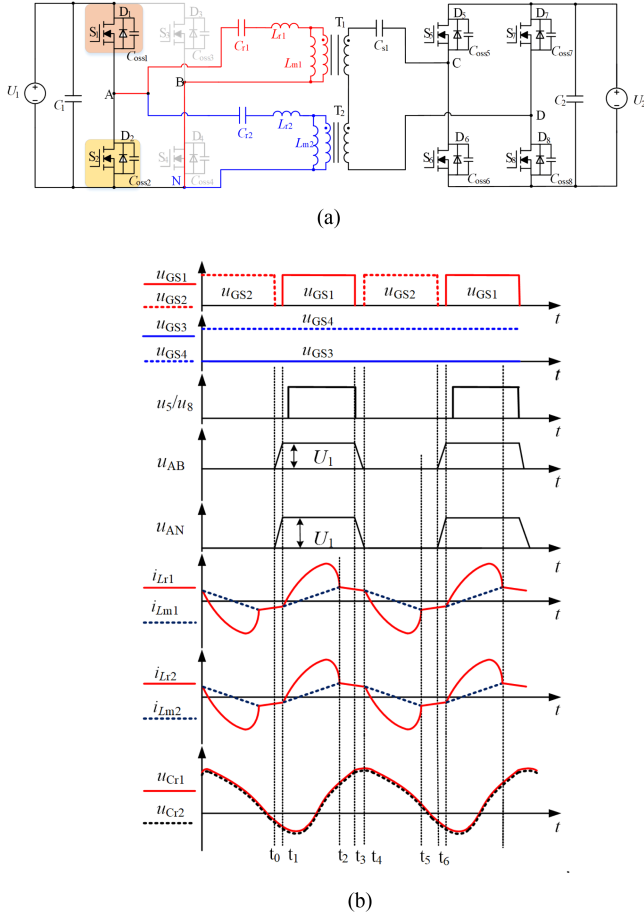 D₁ D₃ T₁ D₅ D₇
S₁ S₃ Lr1 Cs1 S₅ S₇
Coss1 Coss3 Cr1 Lm1 Coss5 Coss7
U₁ C₁ A B C C₂ U₂
D₂ D₄ T₂ D D₆ D₈
S₂ S₄ Cr2 Lr2 Lm2 S₆ S₈
Coss2 N Coss4 Coss6 Coss8
(a)
uGS1
uGS2
uGS2 uGS1 uGS2 uGS1
t
uGS3
uGS4
uGS4
uGS3
t
u₅/u₈
t
uAB
U₁
t
uAN
U₁
t
iLr1
iLm1
t
iLr2
iLm2
t
uCr1
uCr2
t
t₀ t₁ t₂ t₃ t₄ t₅ t₆
(b)